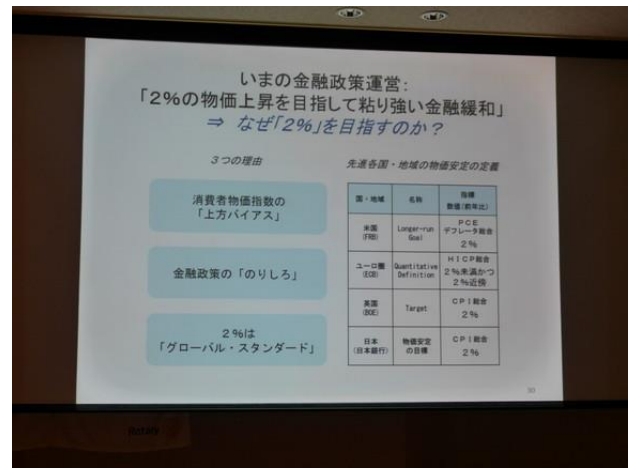 いまの金融政策運営:
「2%の物価上昇を目指して粘り強い金融緩和」
⇒ なぜ「2%」を目指すのか?
3つの理由
消費者物価指数の
「上方バイアス」
金融政策の「のりしろ」
2%は
「グローバル・スタンダード」
先進各国・地域の物価安定の定義
国・地域 名称 指標
数値(前年比)
米国
(FRB)
Longer-run
Goal
PCE
デフレータ総合
2%
ユーロ圏
(ECB)
Quantitative
Definition
HICP総合
2%未満かつ
2%近傍
英国
(BOE)
Target
CPI総合
2%
日本
(日本銀行)
物価安定
の目標
CPI総合
2%